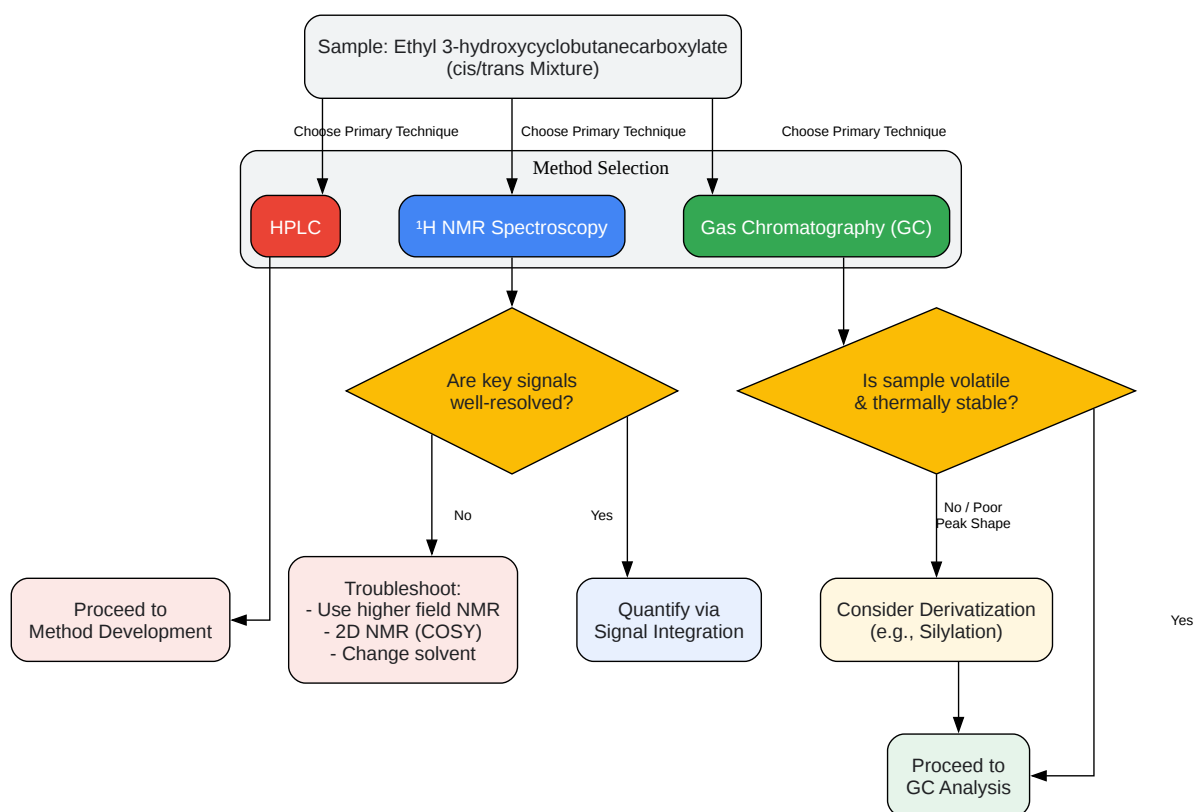 Sample: Ethyl 3-hydroxycyclobutanecarboxylate
(cis/trans Mixture)
Choose Primary Technique
Choose Primary Technique
Choose Primary Technique
Method Selection
HPLC
¹H NMR Spectroscopy
Gas Chromatography (GC)
Are key signals
well-resolved?
Is sample volatile
& thermally stable?
No
Yes
No / Poor
Peak Shape
Proceed to
Method Development
Troubleshoot:
- Use higher field NMR
- 2D NMR (COSY)
- Change solvent
Quantify via
Signal Integration
Consider Derivatization
(e.g., Silylation)
Yes
Proceed to
GC Analysis